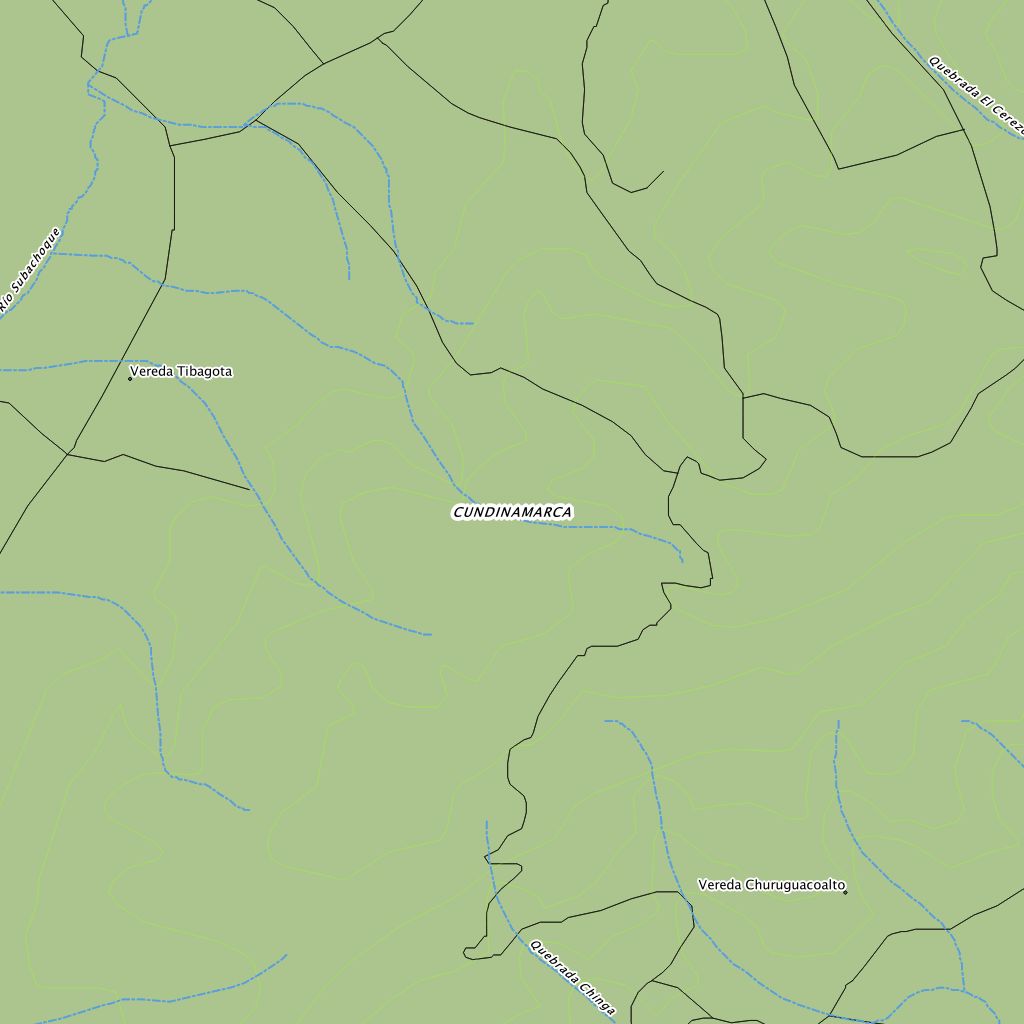 Quebrada El Cerezo
Río Subachoque
Vereda Tibagota
CUNDINAMARCA
Vereda Churuguacoalto
Quebrada Chinga